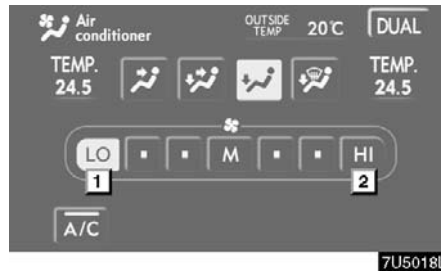 Air
conditioner
OUTSIDE
TEMP
20℃
DUAL
TEMP.
24.5
TEMP.
24.5
LO
M
HI
1
2
A/C
7U5018